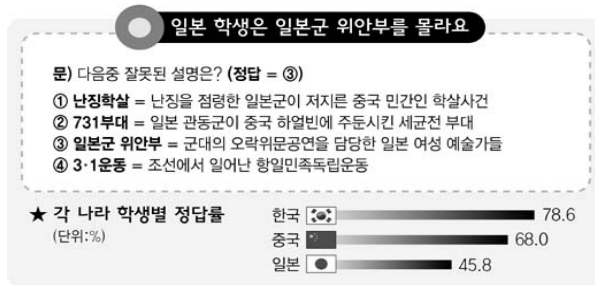 일본 학생은 일본군 위안부를 몰라요
문) 다음중 잘못된 설명은? (정답 = ③)
① 난징학살 = 난징을 점령한 일본군이 저지른 중국 민간인 학살사건
② 731부대 = 일본 관동군이 중국 하얼빈에 주둔시킨 세균전 부대
③ 일본군 위안부 = 군대의 오락위문공연을 담당한 일본 여성 예술가들
④ 3·1운동 = 조선에서 일어난 항일민족독립운동
★ 각 나라 학생별 정답률
(단위:%)
한국 78.6
중국 68.0
일본 45.8